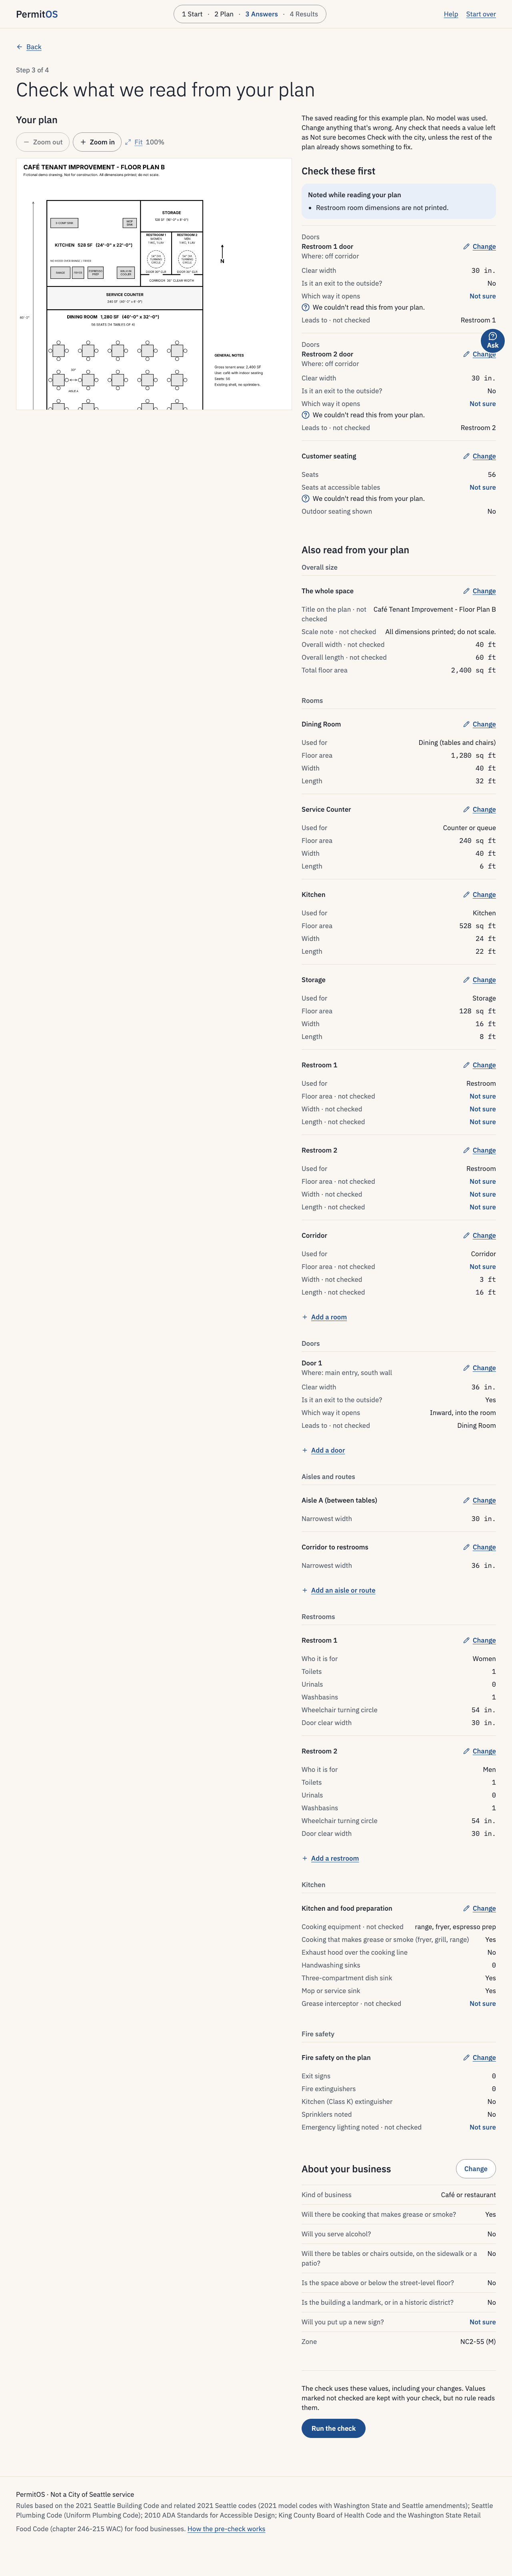 PermitOS
1 Start · 2 Plan · 3 Answers · 4 Results
Help Start over
Back
Step 3 of 4
Check what we read from your plan
Your plan
Zoom out Zoom in Fit 100%
CAFÉ TENANT IMPROVEMENT - FLOOR PLAN B
Fictional demo drawing. Not for construction. All dimensions printed; do not scale.
STORAGE
KITCHEN 528 SF (24'-0" x 22'-0")
RESTROOM 1
RESTROOM 2
N
SERVICE COUNTER
DINING ROOM 1,280 SF (40'-0" x 32'-0")
GENERAL NOTES
Gross tenant area: 2,400 SF
Use: café with indoor seating
Seats: 56
Existing shell, no sprinklers.
The saved reading for this example plan. No model was used.
Change anything that's wrong. Any check that needs a value left
as Not sure becomes Check with the city, unless the rest of the
plan already shows something to fix.
Check these first
Noted while reading your plan
• Restroom room dimensions are not printed.
Doors
Restroom 1 door Change
Where: off corridor
Clear width 30 in.
Is it an exit to the outside? No
Which way it opens Not sure
We couldn't read this from your plan.
Leads to · not checked Restroom 1
Ask
Doors
Restroom 2 door Change
Where: off corridor
Clear width 30 in.
Is it an exit to the outside? No
Which way it opens Not sure
We couldn't read this from your plan.
Leads to · not checked Restroom 2
Customer seating Change
Seats 56
Seats at accessible tables Not sure
We couldn't read this from your plan.
Outdoor seating shown No
Also read from your plan
Overall size
The whole space Change
Title on the plan · not checked Café Tenant Improvement - Floor Plan B
Scale note · not checked All dimensions printed; do not scale.
Overall width · not checked 40 ft
Overall length · not checked 60 ft
Total floor area 2,400 sq ft
Rooms
Dining Room Change
Used for Dining (tables and chairs)
Floor area 1,280 sq ft
Width 40 ft
Length 32 ft
Service Counter Change
Used for Counter or queue
Floor area 240 sq ft
Width 40 ft
Length 6 ft
Kitchen Change
Used for Kitchen
Floor area 528 sq ft
Width 24 ft
Length 22 ft
Storage Change
Used for Storage
Floor area 128 sq ft
Width 16 ft
Length 8 ft
Restroom 1 Change
Used for Restroom
Floor area · not checked Not sure
Width · not checked Not sure
Length · not checked Not sure
Restroom 2 Change
Used for Restroom
Floor area · not checked Not sure
Width · not checked Not sure
Length · not checked Not sure
Corridor Change
Used for Corridor
Floor area · not checked Not sure
Width · not checked 3 ft
Length · not checked 16 ft
+ Add a room
Doors
Door 1 Change
Where: main entry, south wall
Clear width 36 in.
Is it an exit to the outside? Yes
Which way it opens Inward, into the room
Leads to · not checked Dining Room
+ Add a door
Aisles and routes
Aisle A (between tables) Change
Narrowest width 30 in.
Corridor to restrooms Change
Narrowest width 36 in.
+ Add an aisle or route
Restrooms
Restroom 1 Change
Who it is for Women
Toilets 1
Urinals 0
Washbasins 1
Wheelchair turning circle 54 in.
Door clear width 30 in.
Restroom 2 Change
Who it is for Men
Toilets 1
Urinals 0
Washbasins 1
Wheelchair turning circle 54 in.
Door clear width 30 in.
+ Add a restroom
Kitchen
Kitchen and food preparation Change
Cooking equipment · not checked range, fryer, espresso prep
Cooking that makes grease or smoke (fryer, grill, range) Yes
Exhaust hood over the cooking line No
Handwashing sinks 0
Three-compartment dish sink Yes
Mop or service sink Yes
Grease interceptor · not checked Not sure
Fire safety
Fire safety on the plan Change
Exit signs 0
Fire extinguishers 0
Kitchen (Class K) extinguisher No
Sprinklers noted No
Emergency lighting noted · not checked Not sure
About your business Change
Kind of business Café or restaurant
Will there be cooking that makes grease or smoke? Yes
Will you serve alcohol? No
Will there be tables or chairs outside, on the sidewalk or a No
patio?
Is the space above or below the street-level floor? No
Is the building a landmark, or in a historic district? No
Will you put up a new sign? Not sure
Zone NC2-55 (M)
The check uses these values, including your changes. Values
marked not checked are kept with your check, but no rule reads
them.
Run the check
PermitOS · Not a City of Seattle service
Rules based on the 2021 Seattle Building Code and related 2021 Seattle codes (2021 model codes with Washington State and Seattle amendments); Seattle
Plumbing Code (Uniform Plumbing Code); 2010 ADA Standards for Accessible Design; King County Board of Health Code and the Washington State Retail
Food Code (chapter 246-215 WAC) for food businesses. How the pre-check works